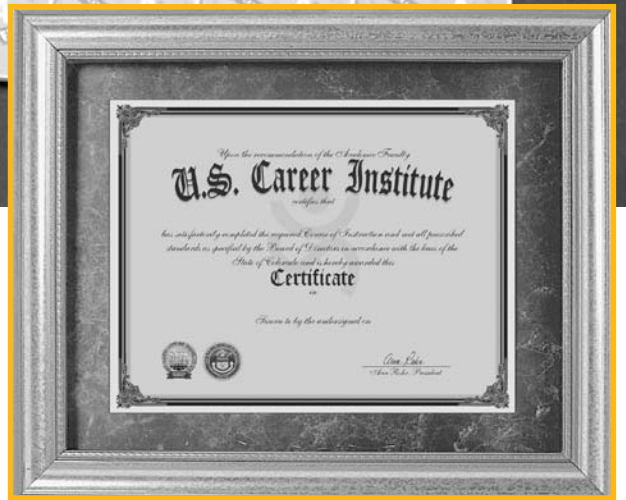 Upon the recommendation of the Academic Faculty
U.S. Career Institute
certifies that
has satisfactorily completed the required Course of Instruction and met all prescribed
standards as specified by the Board of Directors in accordance with the laws of the
State of Colorado and is hereby awarded this
Certificate
in
Sworn to by the undersigned on
President